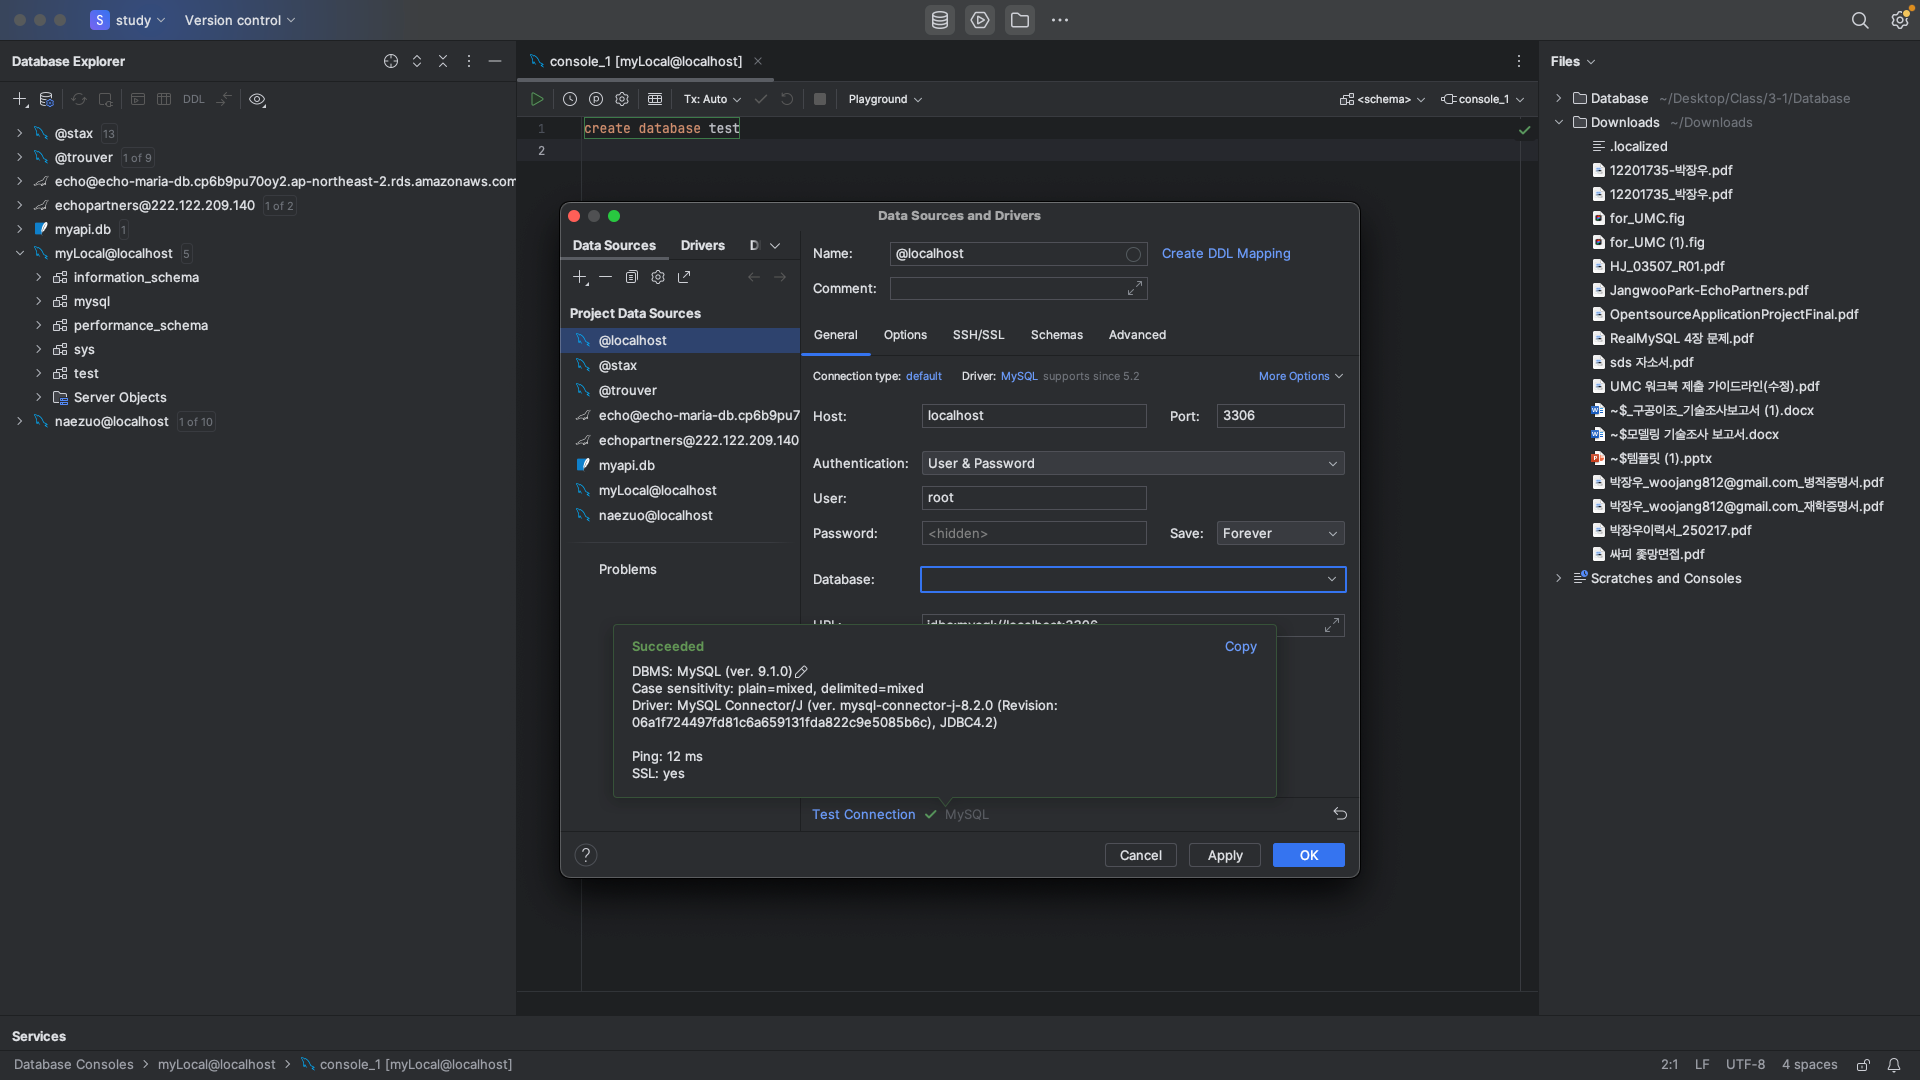 S study
Version control
Database Explorer
DDL
@stax 13
@trouver 1 of 9
echo@echo-maria-db.cp6b9pu70oy2.ap-northeast-2.rds.amazonaws.com
echopartners@222.122.209.140 1 of 2
myapi.db 1
myLocal@localhost 5
information_schema
mysql
performance_schema
sys
test
Server Objects
naezuo@localhost 1 of 10
console_1 [myLocal@localhost]
Tx: Auto
Playground
<schema>
console_1
1 create database test
2
Data Sources and Drivers
Data Sources
Drivers
D
Project Data Sources
@localhost
@stax
@trouver
echo@echo-maria-db.cp6b9pu7
echopartners@222.122.209.140
myapi.db
myLocal@localhost
naezuo@localhost
Problems
Name: @localhost
Create DDL Mapping
Comment:
General
Options
SSH/SSL
Schemas
Advanced
Connection type: default
Driver: MySQL supports since 5.2
More Options
Host: localhost
Port: 3306
Authentication: User & Password
User: root
Password: <hidden>
Save: Forever
Database:
URL: jdbc:mysql://localhost:3306
Succeeded
Copy
DBMS: MySQL (ver. 9.1.0)
Case sensitivity: plain=mixed, delimited=mixed
Driver: MySQL Connector/J (ver. mysql-connector-j-8.2.0 (Revision:
06a1f724497fd81c6a659131fda822c9e5085b6c), JDBC4.2)
Ping: 12 ms
SSL: yes
Test Connection
MySQL
?
Cancel
Apply
OK
Files
Database ~/Desktop/Class/3-1/Database
Downloads ~/Downloads
.localized
12201735-박장우.pdf
12201735_박장우.pdf
for_UMC.fig
for_UMC (1).fig
HJ_03507_R01.pdf
JangwooPark-EchoPartners.pdf
OpentsourceApplicationProjectFinal.pdf
RealMySQL 4장 문제.pdf
sds 자소서.pdf
UMC 워크북 제출 가이드라인(수정).pdf
~$_구공이조_기술조사보고서 (1).docx
~$모델링 기술조사 보고서.docx
~$템플릿 (1).pptx
박장우_woojang812@gmail.com_병적증명서.pdf
박장우_woojang812@gmail.com_재학증명서.pdf
박장우이력서_250217.pdf
싸피 좆망면접.pdf
Scratches and Consoles
Services
Database Consoles
myLocal@localhost
console_1 [myLocal@localhost]
2:1
LF
UTF-8
4 spaces